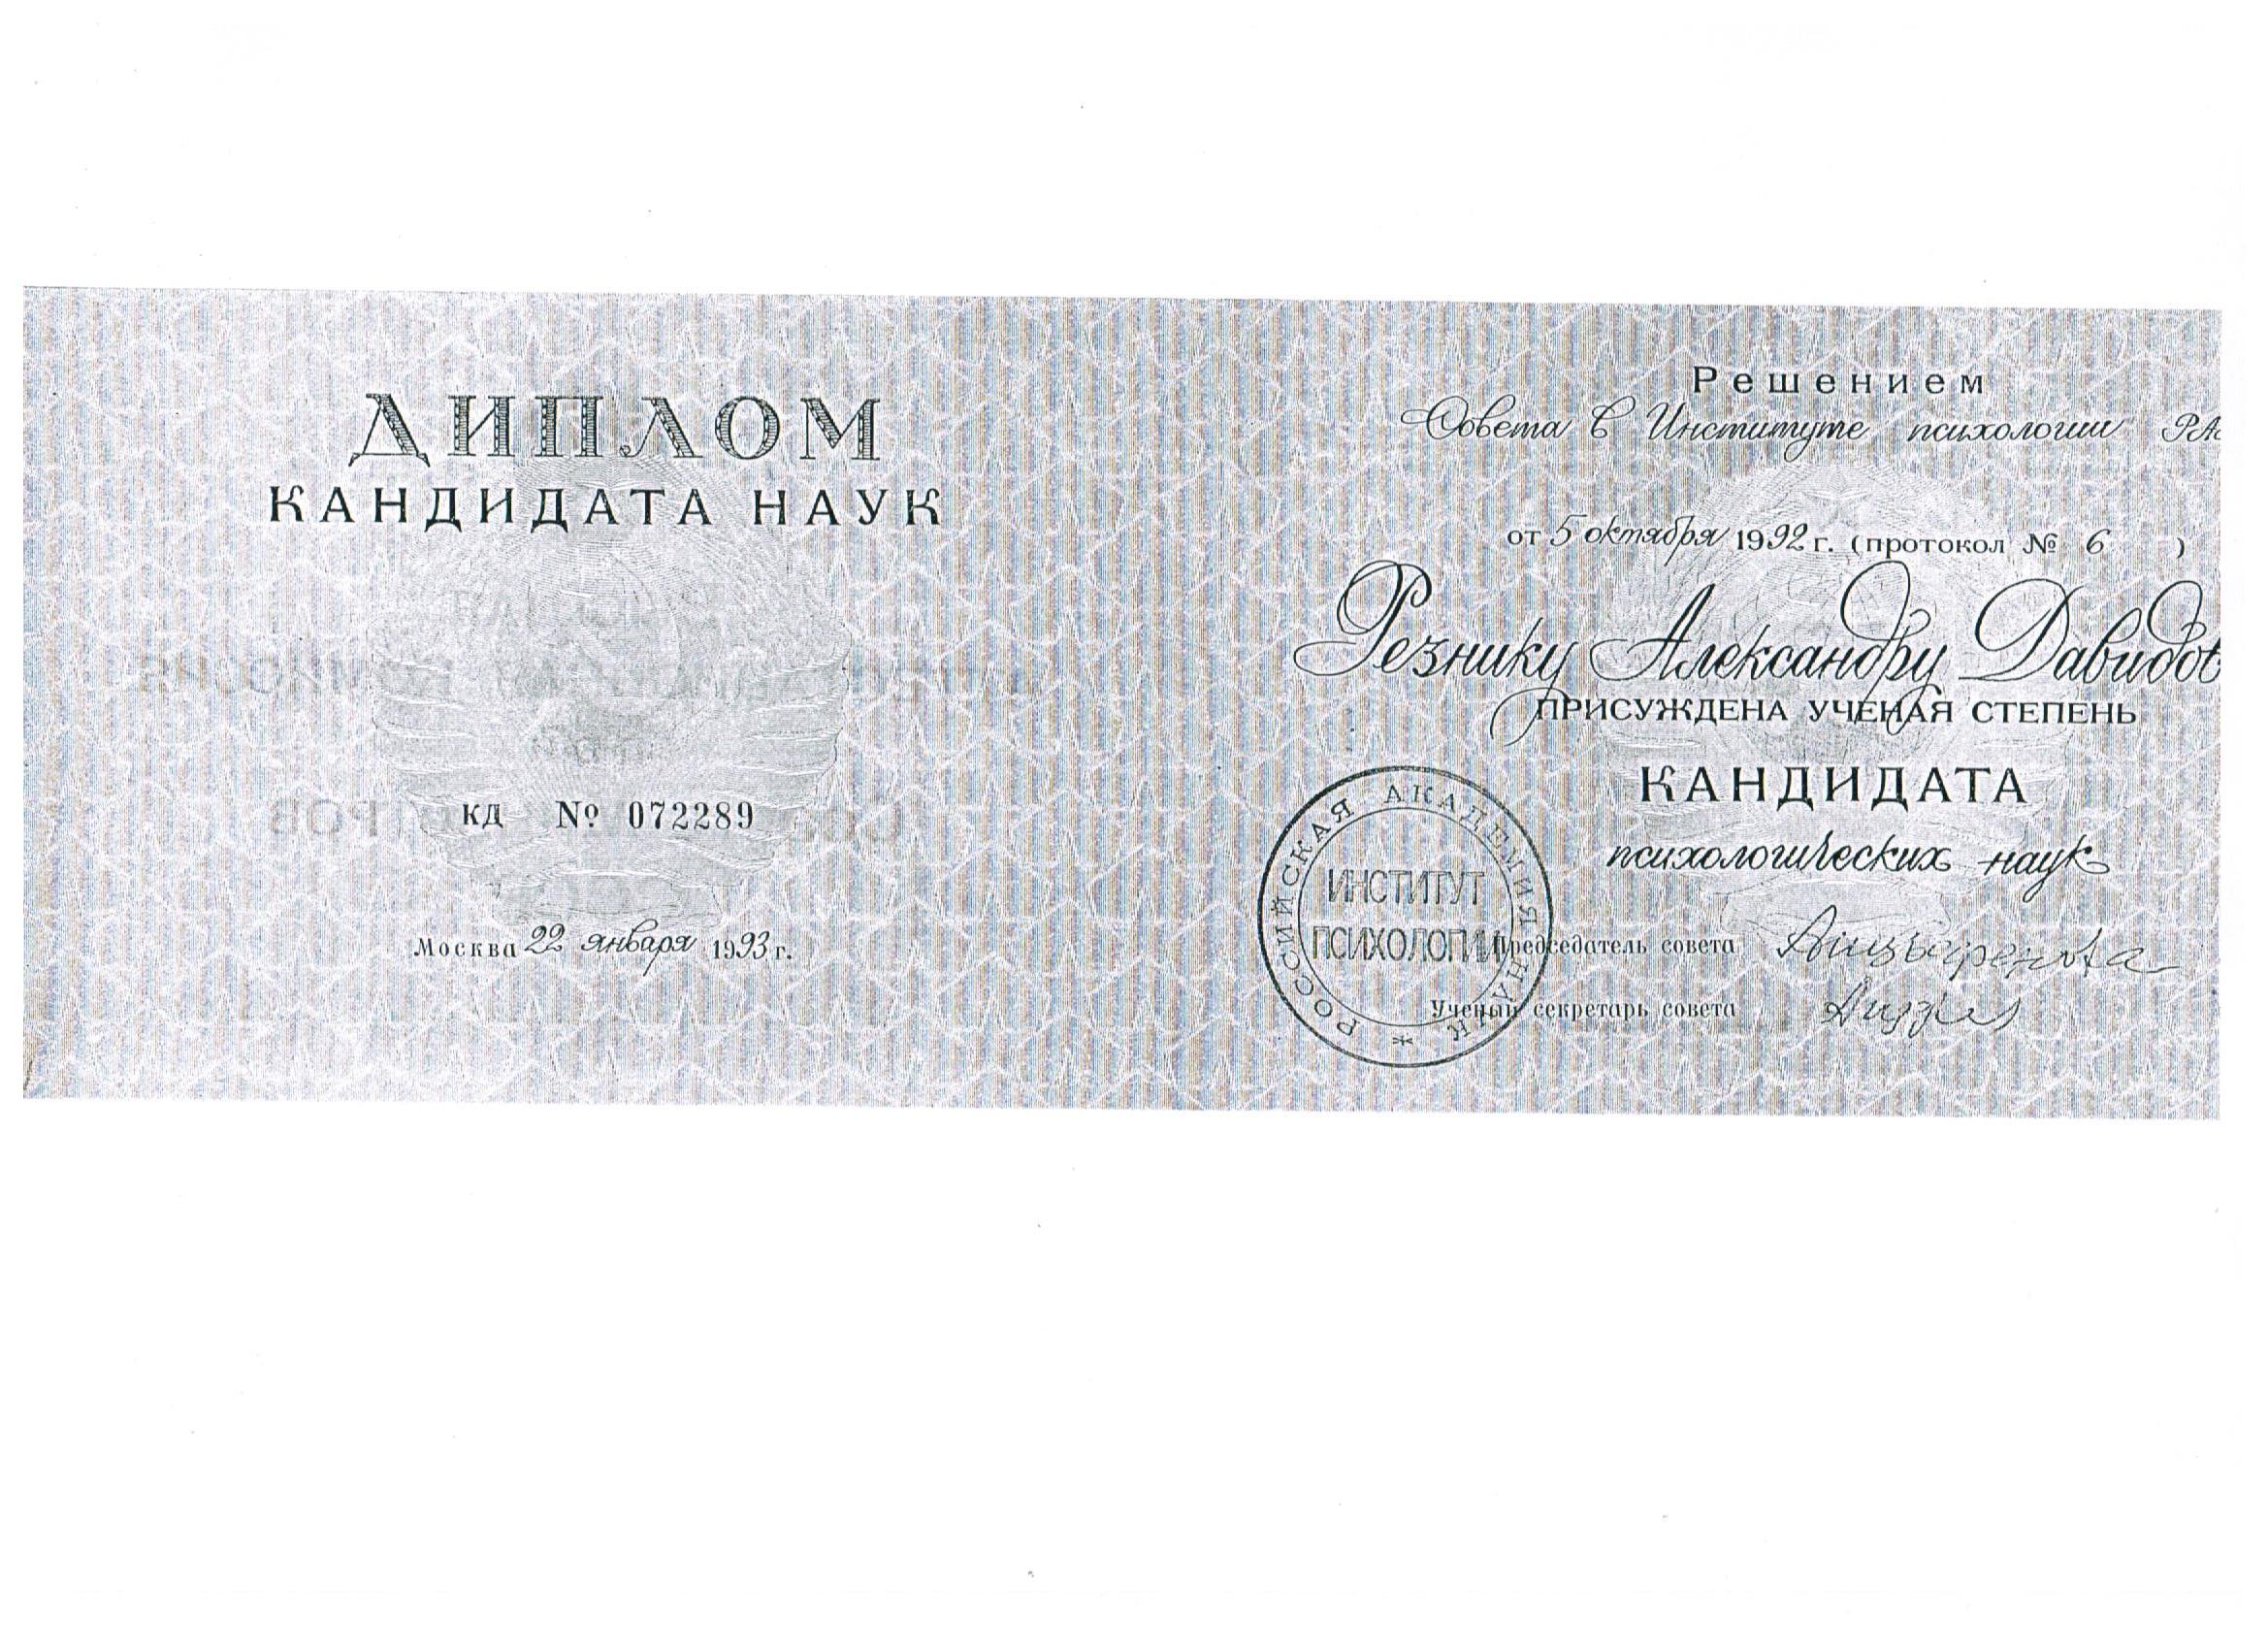 ДИПЛОМ
КАНДИДАТА НАУК
КД № 072289
Москва 22 января 1993 г.
Решением
Совета в Институте психологии РА
от 5 октября 1992 г. (протокол № 6 )
Резнику Александру Давидов
ПРИСУЖДЕНА УЧЕНАЯ СТЕПЕНЬ
КАНДИДАТА
психологических наук
Председатель совета
Ученый секретарь совета
РОССИЙСКАЯ АКАДЕМИЯ НАУК
ИНСТИТУТ
ПСИХОЛОГИИ